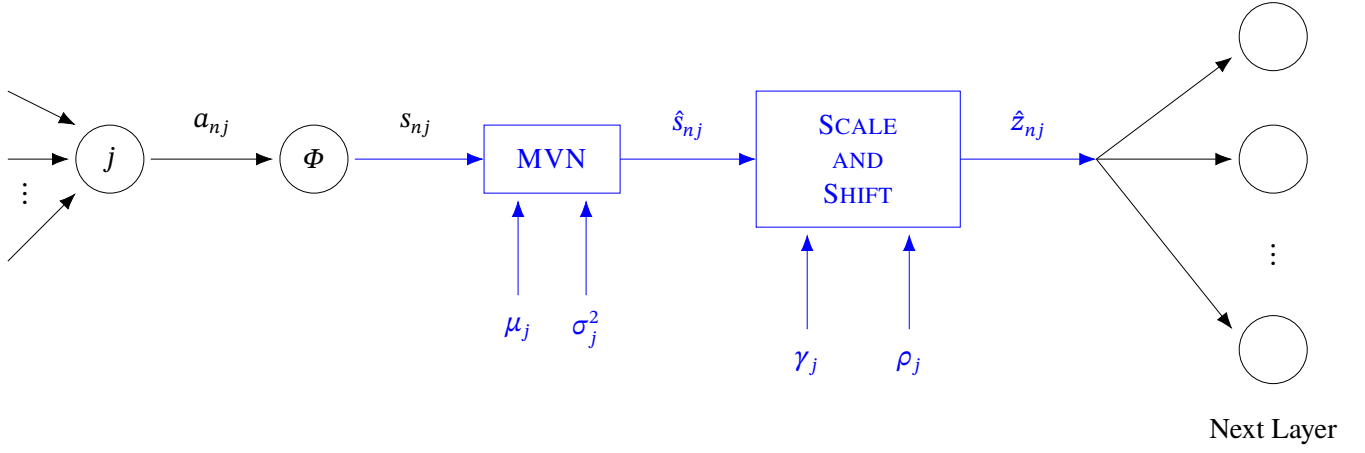 a_{nj}
s_{nj}
ŝ_{nj}
ẑ_{nj}
j
Φ
MVN
SCALE
AND
SHIFT
⋮
⋮
μ_j
σ_j^2
γ_j
ρ_j
Next Layer